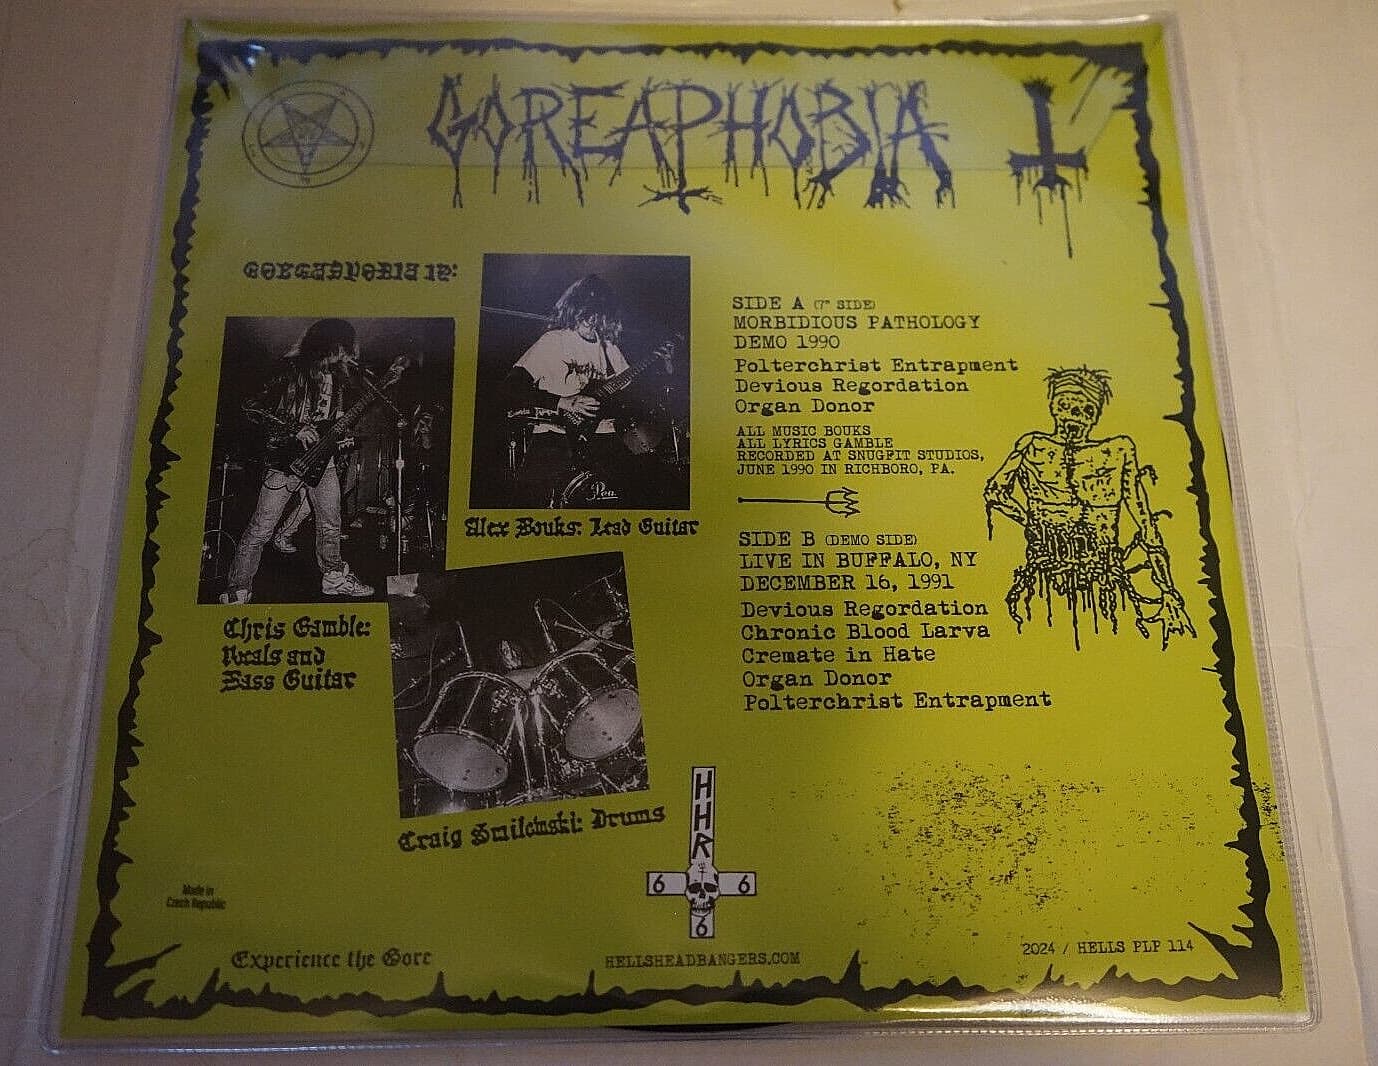 GOREAPHOBIA
GOREAPHOBIA IS:
Alex Bouks: Lead Guitar
Chris Gamble:
Vocals and
Bass Guitar
Craig Smilowski: Drums
SIDE A (7" SIDE)
MORBIDIOUS PATHOLOGY
DEMO 1990
Polterchrist Entrapment
Devious Regordation
Organ Donor
ALL MUSIC BOUKS
ALL LYRICS GAMBLE
RECORDED AT SNUGFIT STUDIOS,
JUNE 1990 IN RICHBORO, PA.
SIDE B (DEMO SIDE)
LIVE IN BUFFALO, NY
DECEMBER 16, 1991
Devious Regordation
Chronic Blood Larva
Cremate in Hate
Organ Donor
Polterchrist Entrapment
HHR
6 6
6
Made in
Czech Republic
Experience the Gore
HELLSHEADBANGERS.COM
2024 / HELLS PLP 114